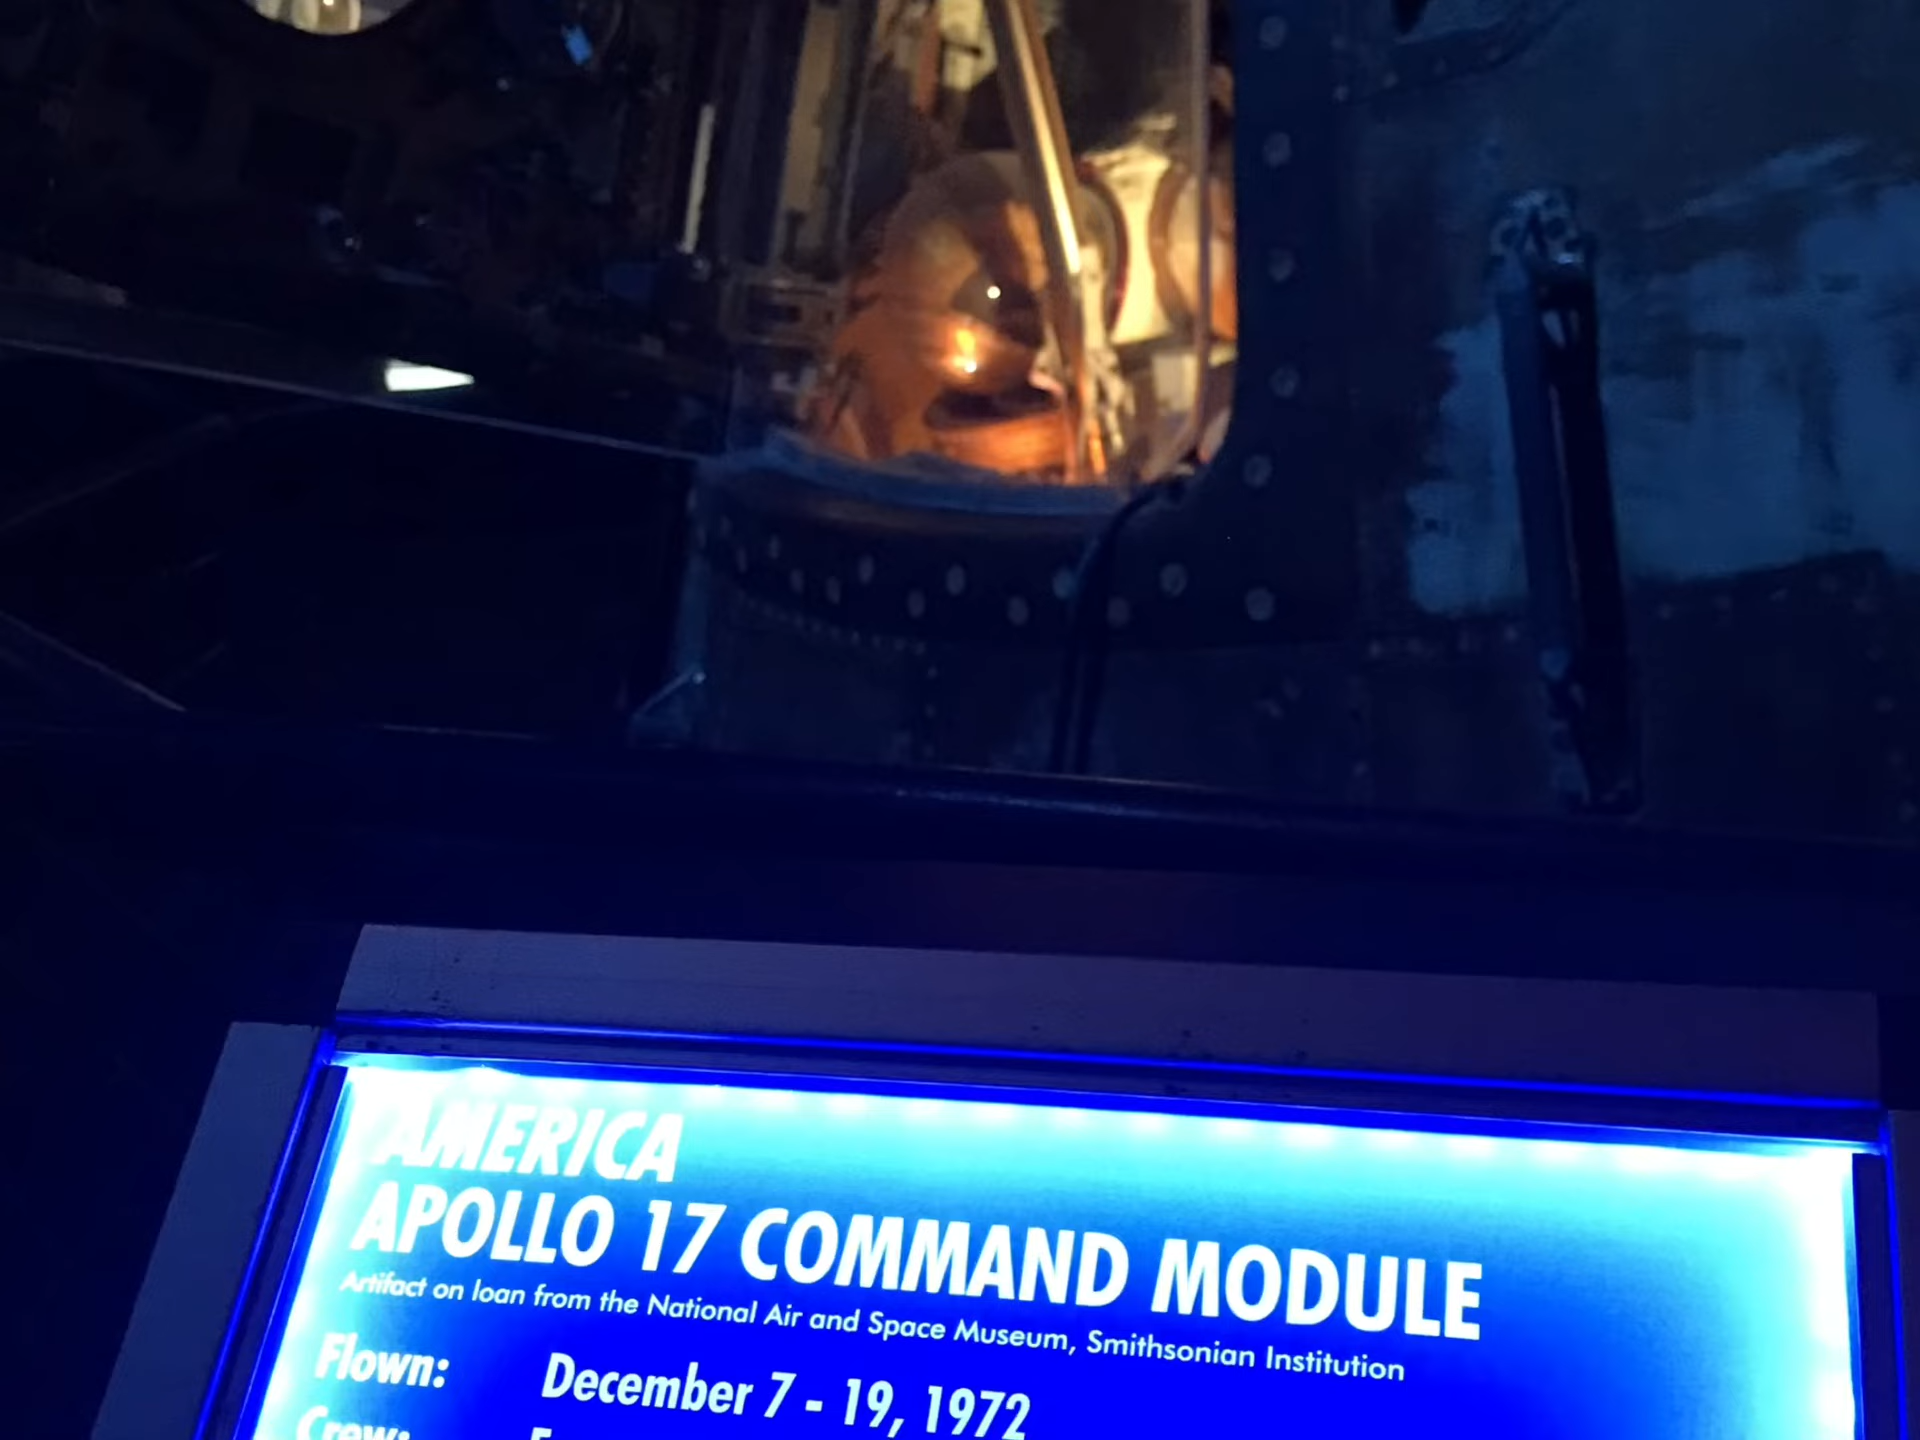 AMERICA
APOLLO 17 COMMAND MODULE
Artifact on loan from the National Air and Space Museum, Smithsonian Institution
Flown: December 7 - 19, 1972
Crew: